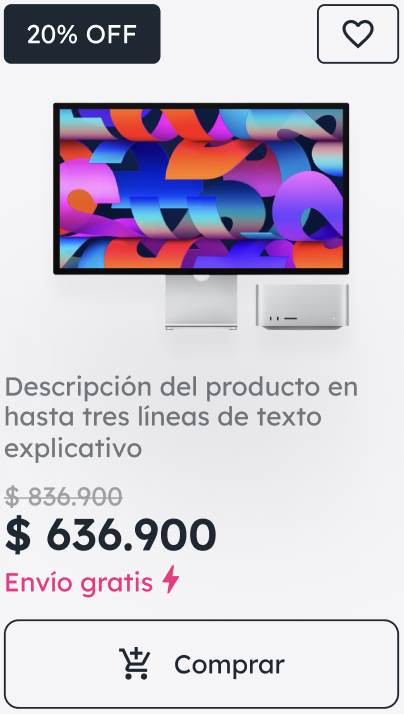 20% OFF
Descripción del producto en
hasta tres líneas de texto
explicativo
$ 836.900
$ 636.900
Envío gratis
Comprar